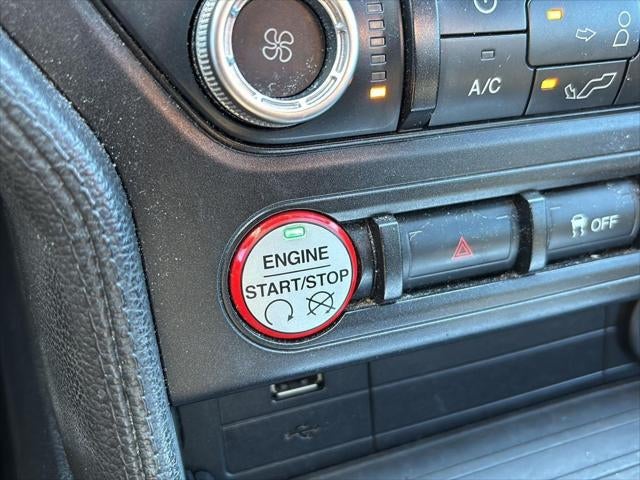 A/C
ENGINE
START/STOP
OFF